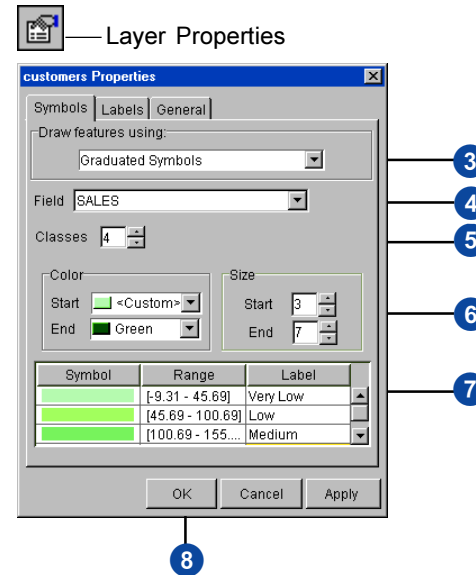 Layer Properties
customers Properties
Symbols Labels General
Draw features using:
Graduated Symbols
3
Field SALES
4
Classes 4
5
Color Size
Start <Custom> Start 3
End Green End 7
6
Symbol Range Label
7
[-9.31 - 45.69] Very Low
[45.69 - 100.69] Low
[100.69 - 155.... Medium
OK Cancel Apply
8